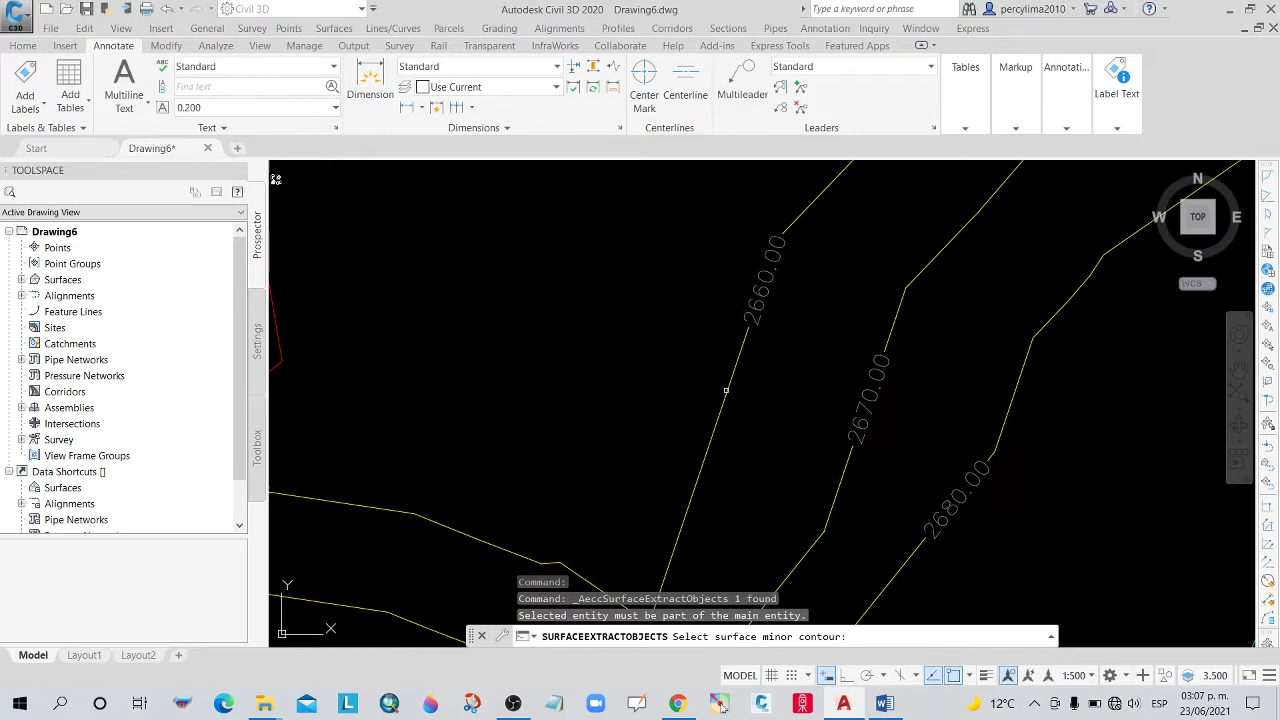 C3D
Civil 3D
Autodesk Civil 3D 2020 Drawing6.dwg
Type a keyword or phrase
percylima2010
File Edit View Insert General Survey Points Surfaces Lines/Curves Parcels Grading Alignments Profiles Corridors Sections Pipes Annotation Inquiry Window
Home Insert Annotate Modify Analyze View Manage Output Survey Rail Transparent InfraWorks Collaborate Help Add-ins Express Tools Featured Apps
Add Labels
Add Tables
Labels & Tables
Multiline Text
ABC
Standard
Find text
0.200
Text
Dimension
Standard
Use Current
Dimensions
Center Mark
Centerline
Centerlines
Multileader
Standard
Leaders
Tables
Markup
Annotati...
Label Text
Start
Drawing6*
TOOLSPACE
Active Drawing View
Drawing6
Points
Point Groups
Surfaces
Alignments
Feature Lines
Sites
Catchments
Pipe Networks
Pressure Networks
Corridors
Assemblies
Intersections
Survey
View Frame Groups
Data Shortcuts []
Surfaces
Alignments
Pipe Networks
Prospector
Settings
Toolbox
2660.00
2670.00
2680.00
N
W
TOP
E
S
WCS
Y
X
Command:
Command: _AeccSurfaceExtractObjects 1 found
Selected entity must be part of the main entity.
SURFACEEXTRACTOBJECTS Select surface minor contour:
Model Layout1 Layout2
MODEL
1:500
3.500
12°C
ESP
03:07 p. m.
23/06/2021